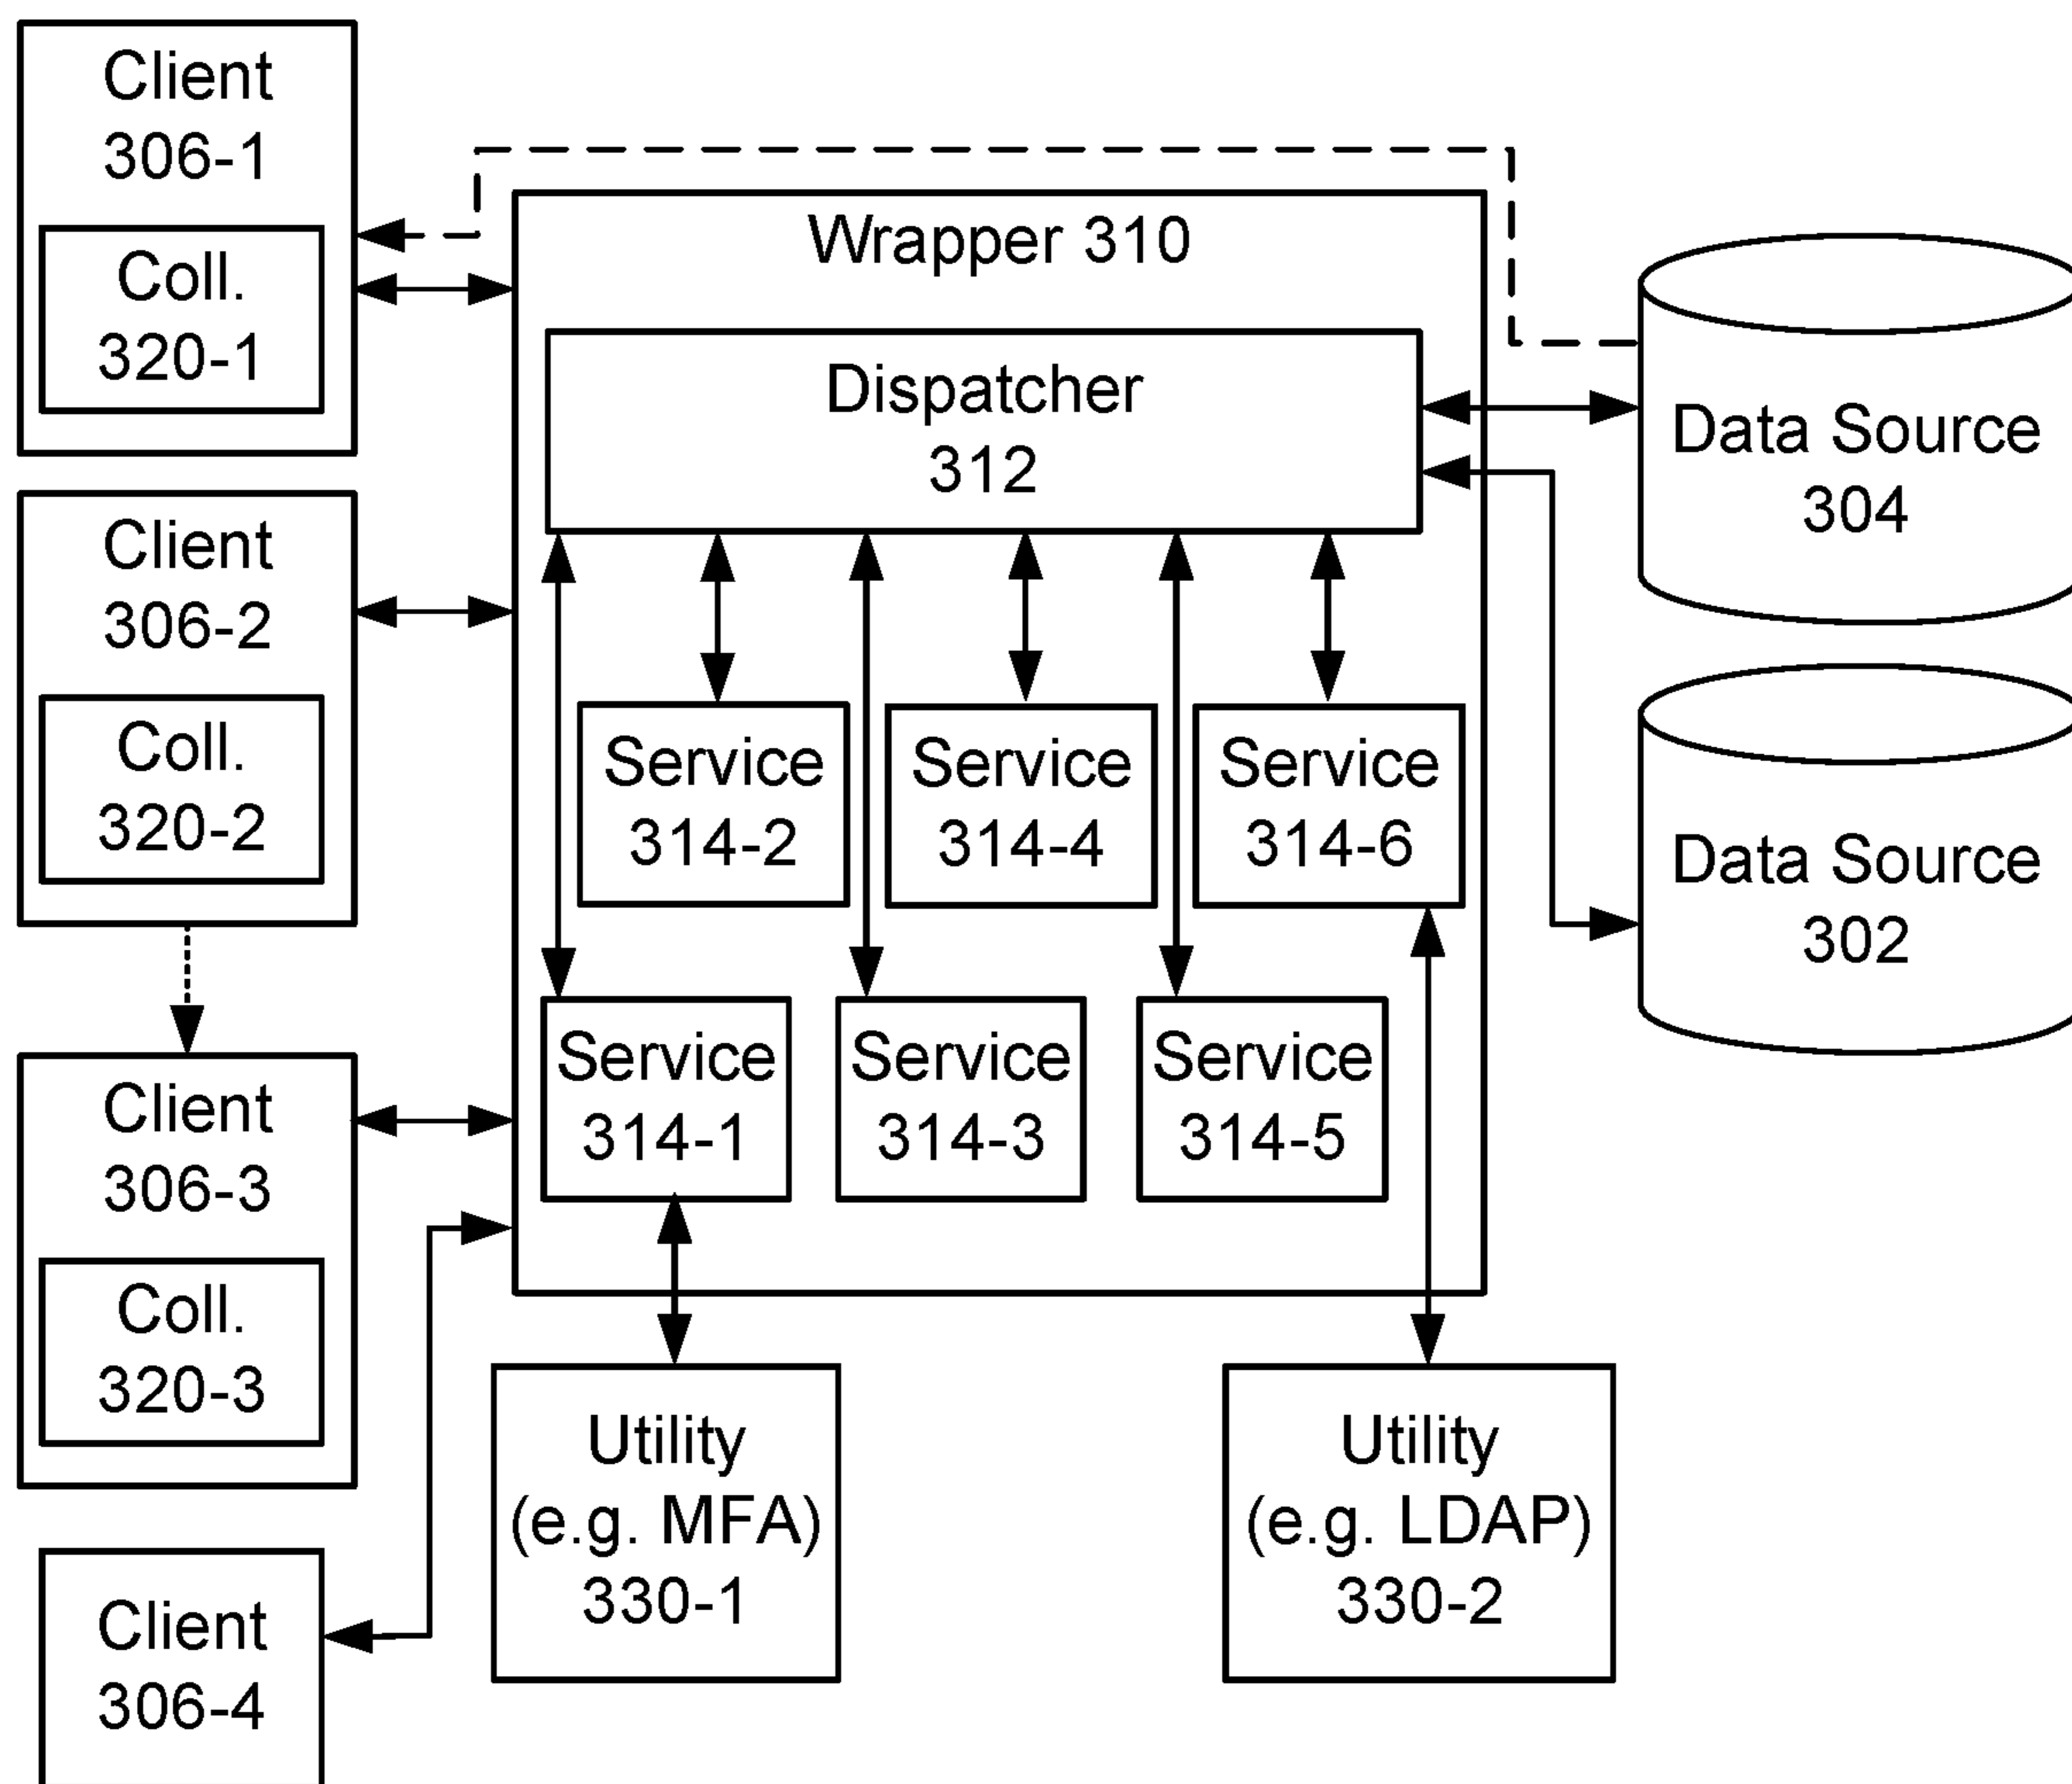 Client
306-1
Coll.
320-1
Client
306-2
Coll.
320-2
Client
306-3
Coll.
320-3
Client
306-4
Wrapper 310
Dispatcher
312
Service
314-2
Service
314-4
Service
314-6
Service
314-1
Service
314-3
Service
314-5
Utility
(e.g. MFA)
330-1
Utility
(e.g. LDAP)
330-2
Data Source
304
Data Source
302